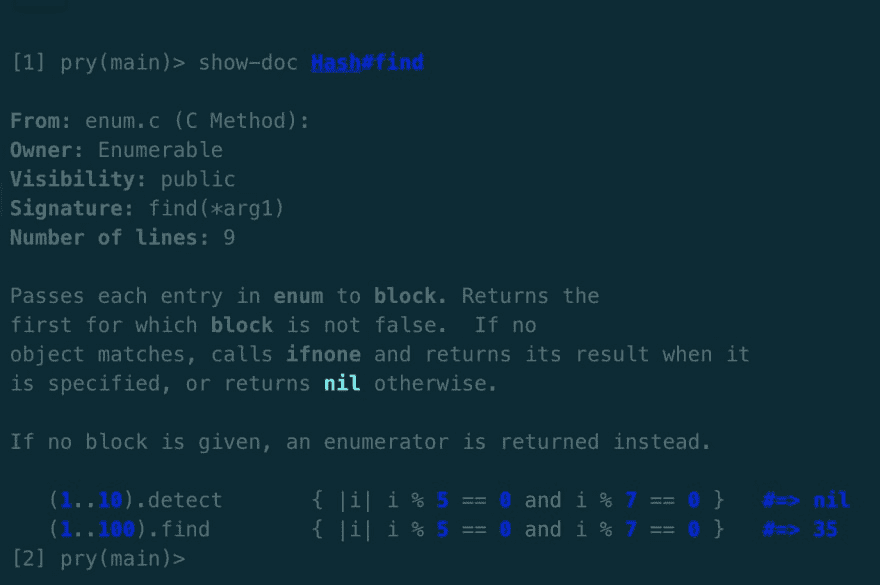 [1] pry(main)> show-doc Hash#find
From: enum.c (C Method):
Owner: Enumerable
Visibility: public
Signature: find(*arg1)
Number of lines: 9
Passes each entry in enum to block. Returns the
first for which block is not false.  If no
object matches, calls ifnone and returns its result when it
is specified, or returns nil otherwise.
If no block is given, an enumerator is returned instead.
(1..10).detect       { |i| i % 5 == 0 and i % 7 == 0 }   #=> nil
(1..100).find        { |i| i % 5 == 0 and i % 7 == 0 }   #=> 35
[2] pry(main)>